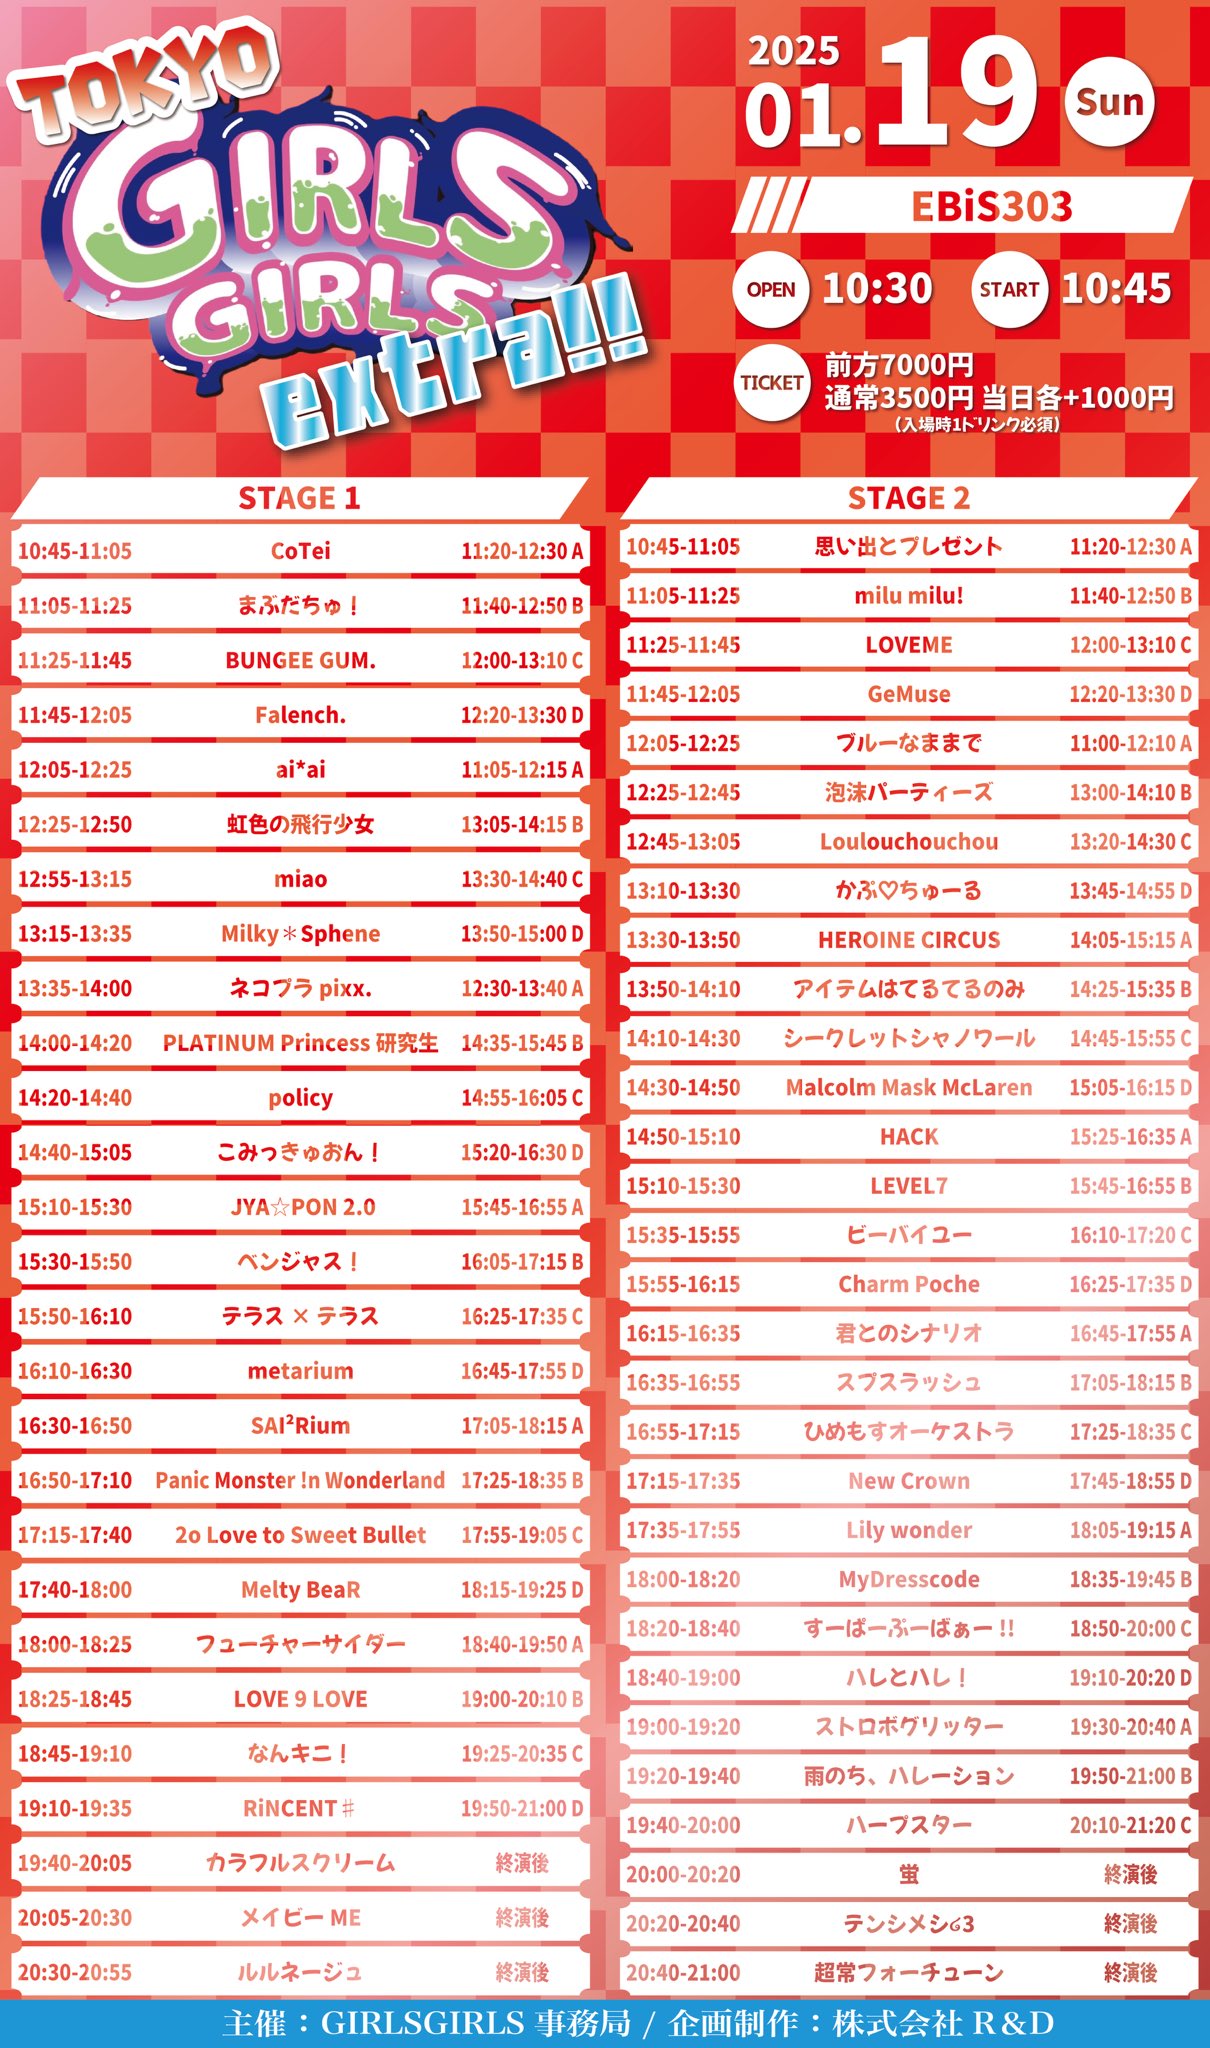 TOKYO
GIRLS
GIRLS
extra!!
2025
01.19 Sun
EBiS303
OPEN 10:30 START 10:45
TICKET 前方7000円
通常3500円 当日各+1000円
(入場時1ドリンク必須)
STAGE 1
10:45-11:05 CoTei 11:20-12:30 A
11:05-11:25 まぶだちゅ！ 11:40-12:50 B
11:25-11:45 BUNGEE GUM. 12:00-13:10 C
11:45-12:05 Falench. 12:20-13:30 D
12:05-12:25 ai*ai 11:05-12:15 A
12:25-12:50 虹色の飛行少女 13:05-14:15 B
12:55-13:15 miao 13:30-14:40 C
13:15-13:35 Milky＊Sphene 13:50-15:00 D
13:35-14:00 ネコプラ pixx. 12:30-13:40 A
14:00-14:20 PLATINUM Princess 研究生 14:35-15:45 B
14:20-14:40 policy 14:55-16:05 C
14:40-15:05 こみっきゅおん！ 15:20-16:30 D
15:10-15:30 JYA☆PON 2.0 15:45-16:55 A
15:30-15:50 ベンジャス！ 16:05-17:15 B
15:50-16:10 テラス × テラス 16:25-17:35 C
16:10-16:30 metarium 16:45-17:55 D
16:30-16:50 SAI²Rium 17:05-18:15 A
16:50-17:10 Panic Monster !n Wonderland 17:25-18:35 B
17:15-17:40 2o Love to Sweet Bullet 17:55-19:05 C
17:40-18:00 Melty BeaR 18:15-19:25 D
18:00-18:25 フューチャーサイダー 18:40-19:50 A
18:25-18:45 LOVE 9 LOVE 19:00-20:10 B
18:45-19:10 なんキニ！ 19:25-20:35 C
19:10-19:35 RiNCENT♯ 19:50-21:00 D
19:40-20:05 カラフルスクリーム 終演後
20:05-20:30 メイビーME 終演後
20:30-20:55 ルルネージュ 終演後
STAGE 2
10:45-11:05 思い出とプレゼント 11:20-12:30 A
11:05-11:25 milu milu! 11:40-12:50 B
11:25-11:45 LOVEME 12:00-13:10 C
11:45-12:05 GeMuse 12:20-13:30 D
12:05-12:25 ブルーなままで 11:00-12:10 A
12:25-12:45 泡沫パーティーズ 13:00-14:10 B
12:45-13:05 Loulouchouchou 13:20-14:30 C
13:10-13:30 かぷ♡ちゅーる 13:45-14:55 D
13:30-13:50 HEROINE CIRCUS 14:05-15:15 A
13:50-14:10 アイテムはてるてるのみ 14:25-15:35 B
14:10-14:30 シークレットシャノワール 14:45-15:55 C
14:30-14:50 Malcolm Mask McLaren 15:05-16:15 D
14:50-15:10 HACK 15:25-16:35 A
15:10-15:30 LEVEL7 15:45-16:55 B
15:35-15:55 ビーバイユー 16:10-17:20 C
15:55-16:15 Charm Poche 16:25-17:35 D
16:15-16:35 君とのシナリオ 16:45-17:55 A
16:35-16:55 スプスラッシュ 17:05-18:15 B
16:55-17:15 ひめもすオーケストラ 17:25-18:35 C
17:15-17:35 New Crown 17:45-18:55 D
17:35-17:55 Lily wonder 18:05-19:15 A
18:00-18:20 MyDresscode 18:35-19:45 B
18:20-18:40 すーぱーぷーばぁー!! 18:50-20:00 C
18:40-19:00 ハレとハレ！ 19:10-20:20 D
19:00-19:20 ストロボグリッター 19:30-20:40 A
19:20-19:40 雨のち、ハレーション 19:50-21:00 B
19:40-20:00 ハープスター 20:10-21:20 C
20:00-20:20 蛍 終演後
20:20-20:40 テンシメシ໒3 終演後
20:40-21:00 超常フォーチューン 終演後
主催：GIRLSGIRLS 事務局 / 企画制作：株式会社 R＆D